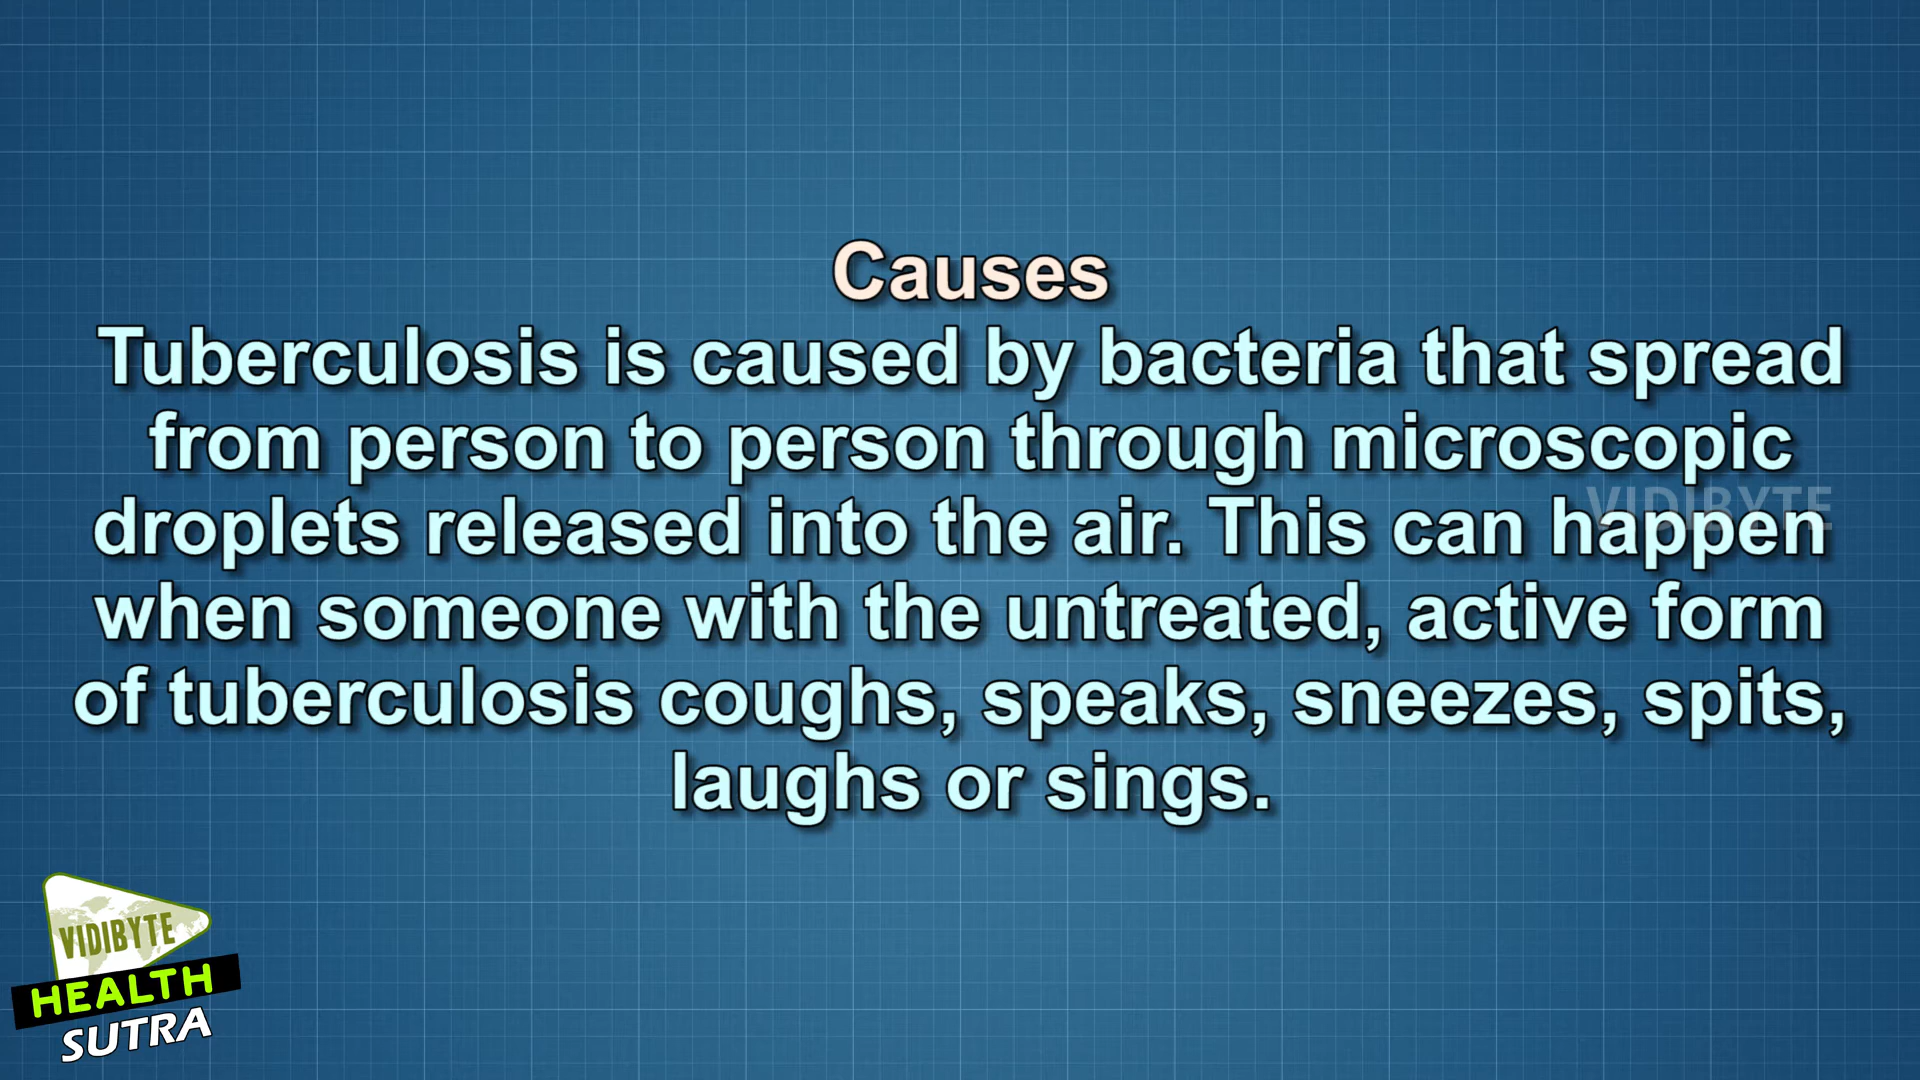 Causes
Tuberculosis is caused by bacteria that spread
from person to person through microscopic
droplets released into the air. This can happen
when someone with the untreated, active form
of tuberculosis coughs, speaks, sneezes, spits,
laughs or sings.
VIDIBYTE
VIDIBYTE
HEALTH
SUTRA